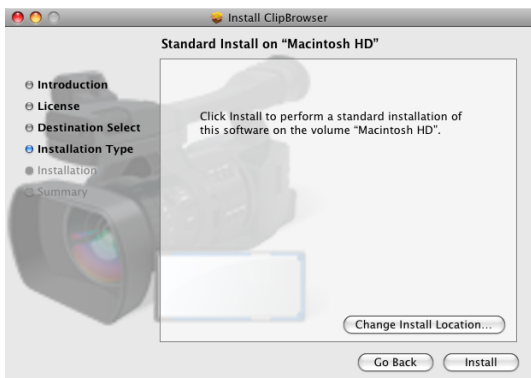 Install ClipBrowser
Standard Install on “Macintosh HD”
Introduction
License
Destination Select
Installation Type
Installation
Summary
Click Install to perform a standard installation of
this software on the volume “Macintosh HD”.
Change Install Location...
Go Back
Install